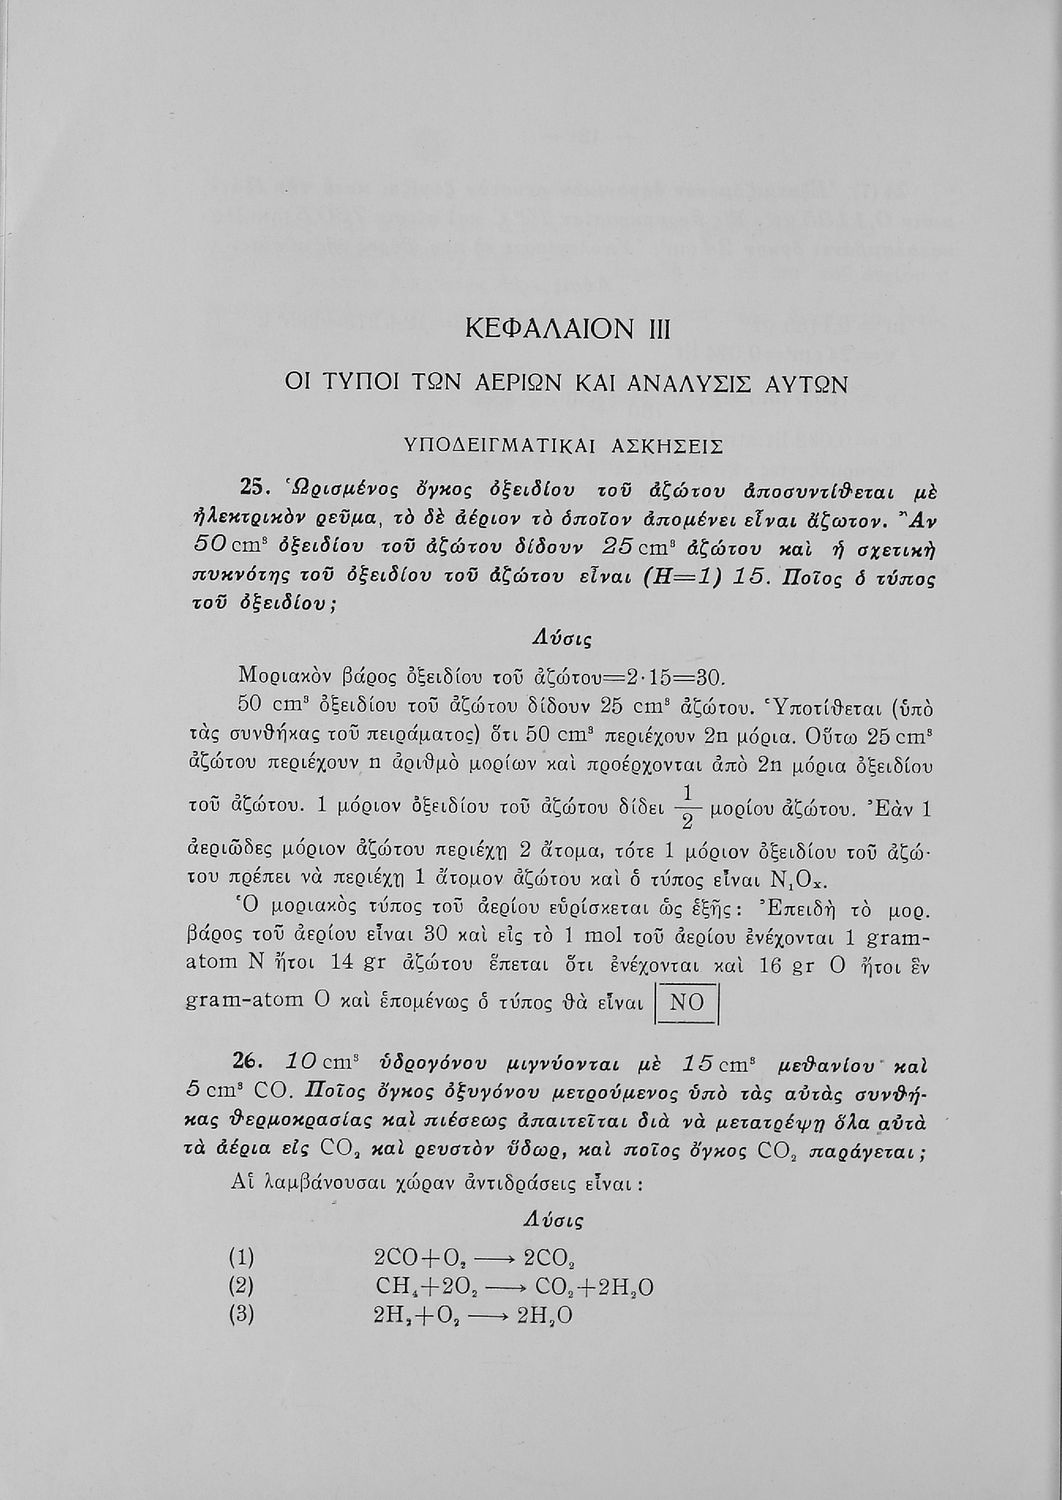 ΚΕΦΑΛΑΙΟΝ III
ΟΙ ΤΥΠΟΙ ΤΩΝ ΑΕΡΙΩΝ ΚΑΙ ΑΝΑΛΥΣΙΣ ΑΥΤΩΝ
ΥΠΟΔΕΙΓΜΑΤΙΚΑΙ ΑΣΚΗΣΕΙΣ
25. Ὡρισμένος ὄγκος ὀξειδίου τοῦ ἀζώτου ἀποσυντίθεται μὲ
ἠλεκτρικὸν ρεῦμα, τὸ δὲ ἀέριον τὸ ὁποῖον ἀπομένει εἶναι ἄζωτον. Ἂν
50 cm³ ὀξειδίου τοῦ ἀζώτου δίδουν 25 cm³ ἀζώτου καὶ ἡ σχετικὴ
πυκνότης τοῦ ὀξειδίου τοῦ ἀζώτου εἶναι (H=1) 15. Ποῖος ὁ τύπος
τοῦ ὀξειδίου;
Λύσις
Μοριακὸν βάρος ὀξειδίου τοῦ ἀζώτου=2·15=30.
50 cm³ ὀξειδίου τοῦ ἀζώτου δίδουν 25 cm³ ἀζώτου. Ὑποτίθεται (ὑπὸ
τὰς συνθήκας τοῦ πειράματος) ὅτι 50 cm³ περιέχουν 2n μόρια. Οὕτω 25 cm³
ἀζώτου περιέχουν n ἀριθμὸ μορίων καὶ προέρχονται ἀπὸ 2n μόρια ὀξειδίου
τοῦ ἀζώτου. 1 μόριον ὀξειδίου τοῦ ἀζώτου δίδει 1/2 μορίου ἀζώτου. Ἐὰν 1
ἀεριῶδες μόριον ἀζώτου περιέχῃ 2 ἄτομα, τότε 1 μόριον ὀξειδίου τοῦ ἀζώ-
του πρέπει νὰ περιέχῃ 1 ἄτομον ἀζώτου καὶ ὁ τύπος εἶναι N₁Oₓ.
Ὁ μοριακὸς τύπος τοῦ ἀερίου εὑρίσκεται ὡς ἑξῆς: Ἐπειδὴ τὸ μορ.
βάρος τοῦ ἀερίου εἶναι 30 καὶ εἰς τὸ 1 mol τοῦ ἀερίου ἐνέχονται 1 gram-
atom N ἤτοι 14 gr ἀζώτου ἕπεται ὅτι ἐνέχονται καὶ 16 gr O ἤτοι ἓν
gram-atom O καὶ ἑπομένως ὁ τύπος θὰ εἶναι NO
26. 10 cm³ ὑδρογόνου μιγνύονται μὲ 15 cm³ μεθανίου καὶ
5 cm³ CO. Ποῖος ὄγκος ὀξυγόνου μετρούμενος ὑπὸ τὰς αὐτὰς συνθή-
κας θερμοκρασίας καὶ πιέσεως ἀπαιτεῖται διὰ νὰ μετατρέψῃ ὅλα αὐτὰ
τὰ ἀέρια εἰς CO₂ καὶ ρευστὸν ὕδωρ, καὶ ποῖος ὄγκος CO₂ παράγεται;
Αἱ λαμβάνουσαι χώραν ἀντιδράσεις εἶναι:
Λύσις
(1) 2CO+O₂ ⟶ 2CO₂
(2) CH₄+2O₂ ⟶ CO₂+2H₂O
(3) 2H₂+O₂ ⟶ 2H₂O